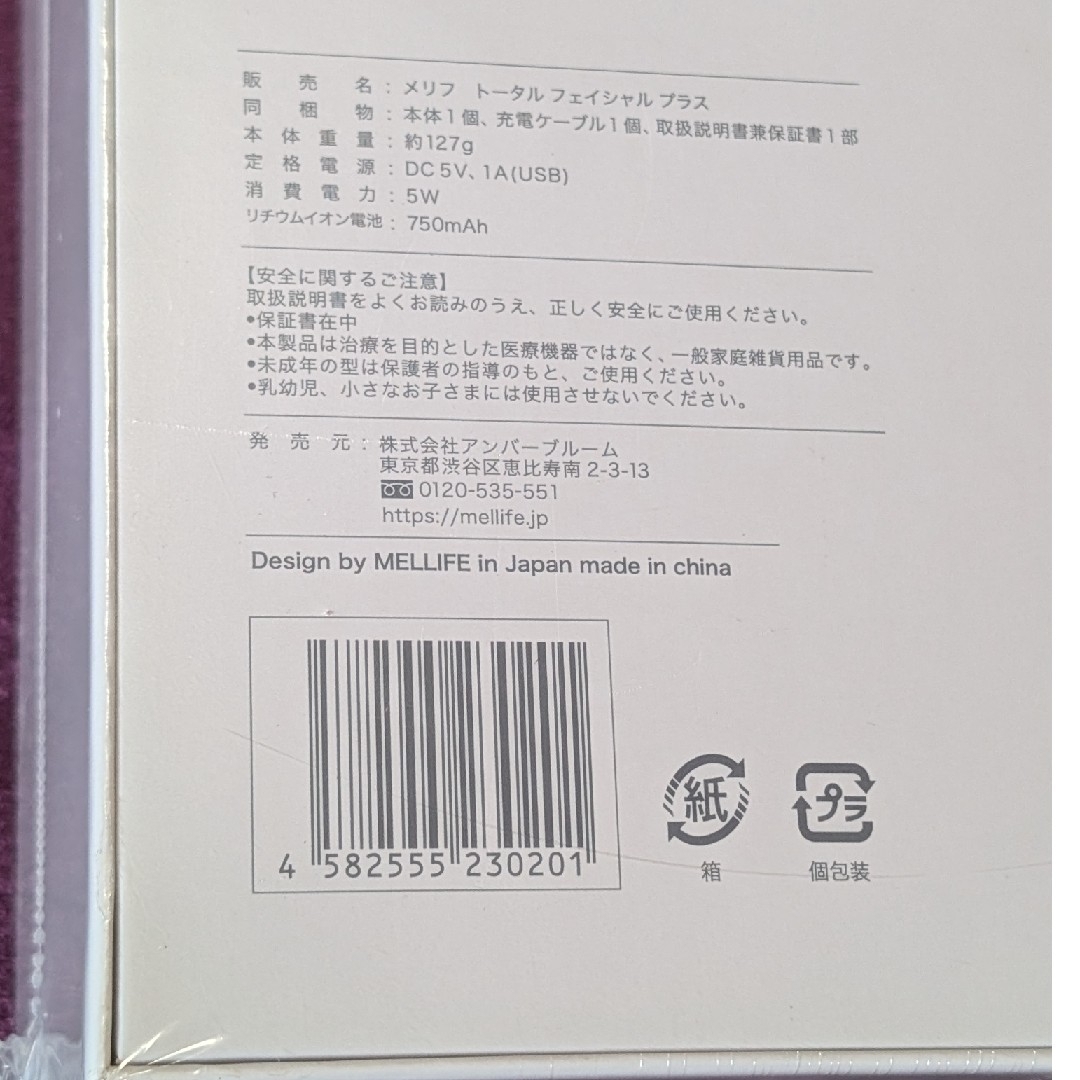 販売名：メリフ　トータル フェイシャル プラス
同梱物：本体1個、充電ケーブル1個、取扱説明書兼保証書1部
本体重量：約127g
定格電源：DC 5V、1A(USB)
消費電力：5W
リチウムイオン電池：750mAh
【安全に関するご注意】
取扱説明書をよくお読みのうえ、正しく安全にご使用ください。
•保証書在中
•本製品は治療を目的とした医療機器ではなく、一般家庭雑貨用品です。
•未成年の型は保護者の指導のもと、ご使用ください。
•乳幼児、小さなお子さまには使用させないでください。
発売元：株式会社アンバーブルーム
東京都渋谷区恵比寿南 2-3-13
0120-535-551
https://mellife.jp
Design by MELLIFE in Japan made in china
4 582555 230201
紙
箱
プラ
個包装